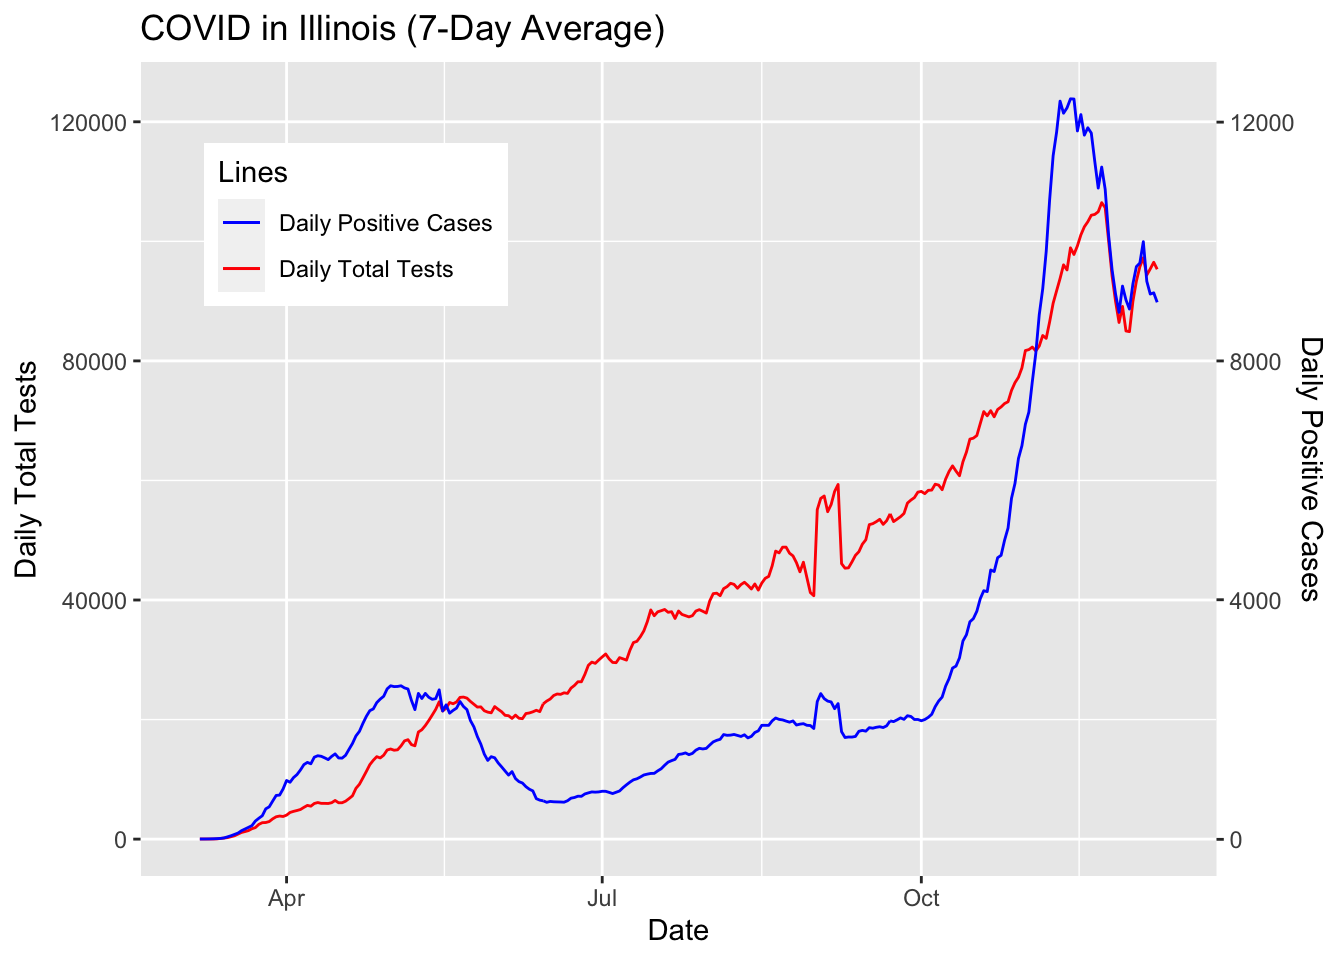 COVID in Illinois (7-Day Average)
Lines
Daily Positive Cases
Daily Total Tests
Daily Total Tests
120000
80000
40000
0
12000
8000
4000
0
Daily Positive Cases
Apr
Jul
Oct
Date